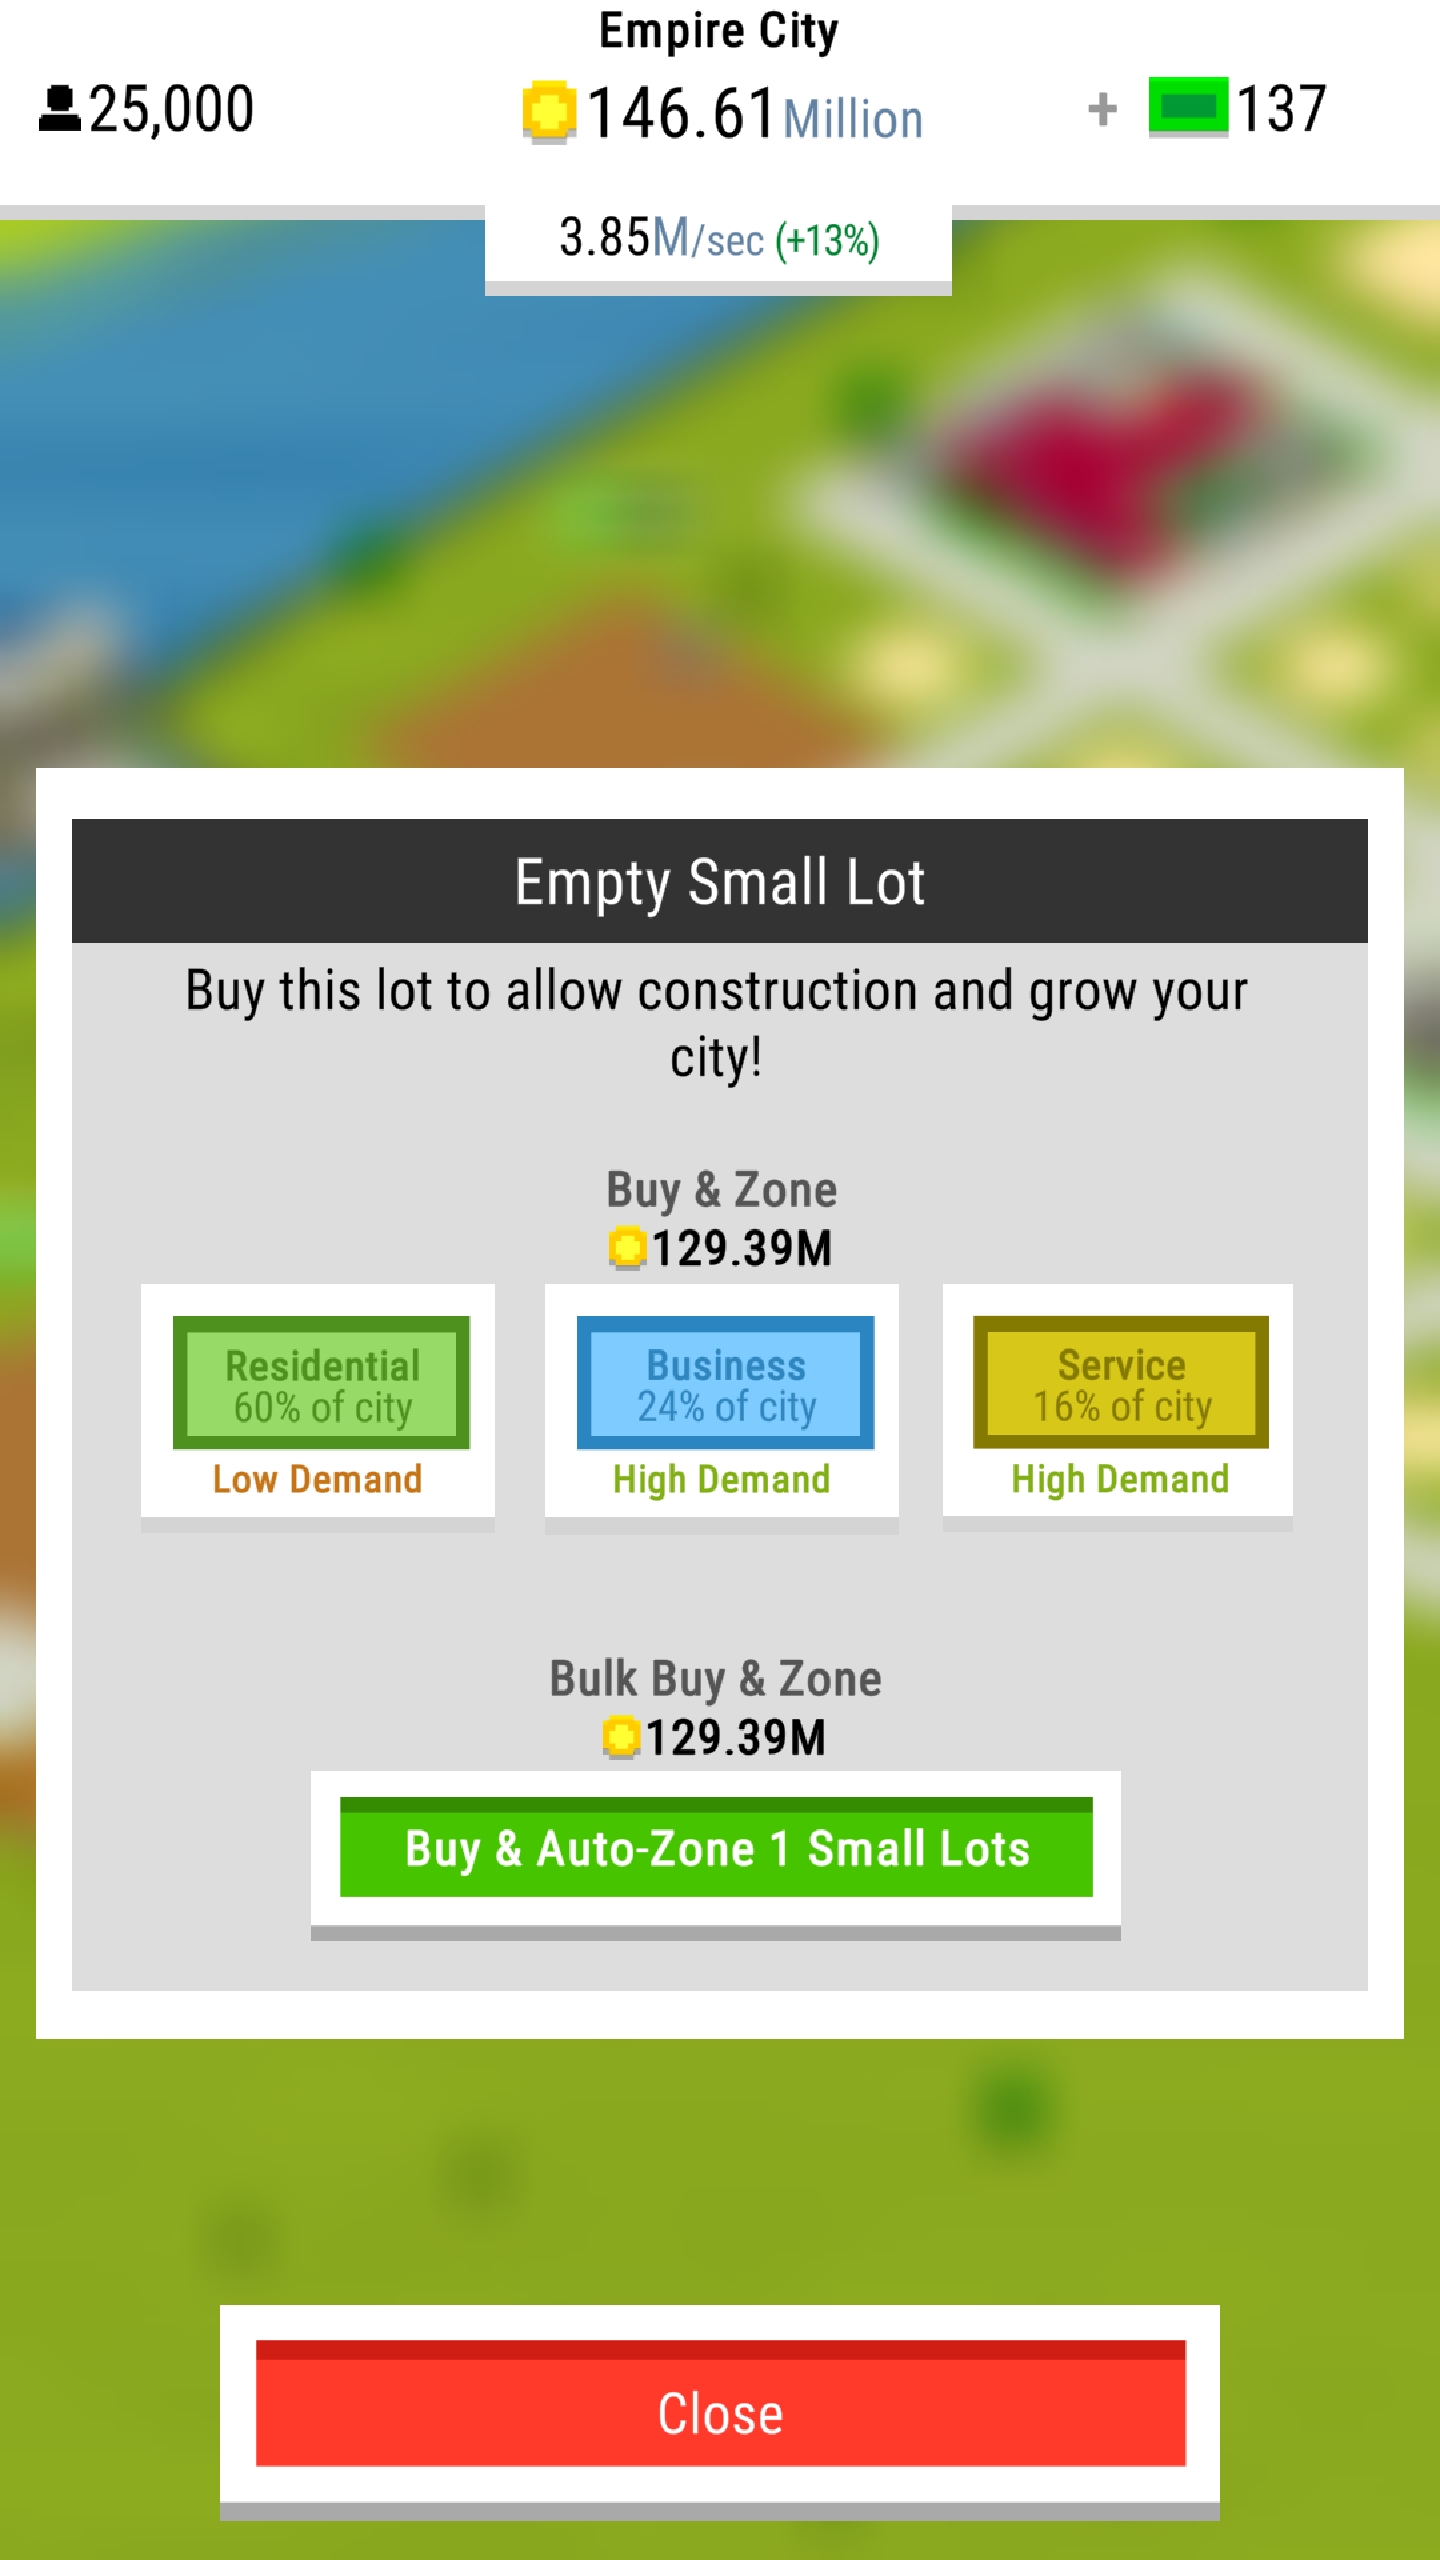 Empire City
25,000
146.61 Million
+ 137
3.85M/sec (+13%)
Empty Small Lot
Buy this lot to allow construction and grow your
city!
Buy & Zone
129.39M
Residential
60% of city
Low Demand
Business
24% of city
High Demand
Service
16% of city
High Demand
Bulk Buy & Zone
129.39M
Buy & Auto-Zone 1 Small Lots
Close